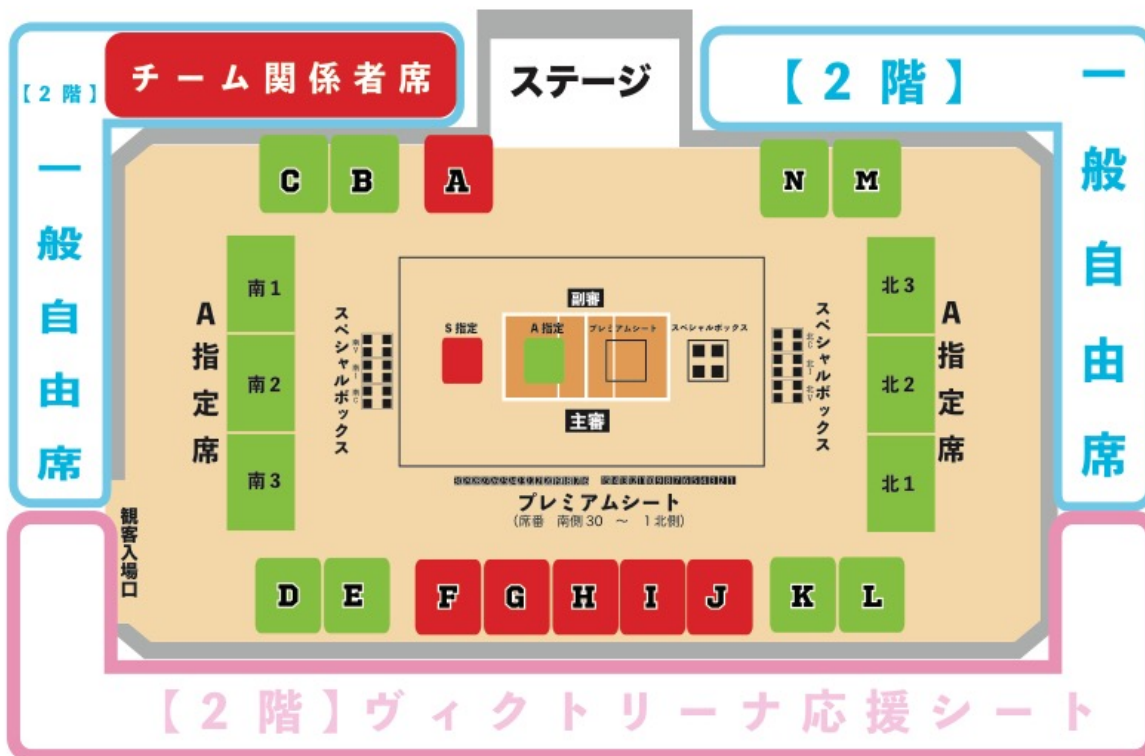 チーム関係者席
ステージ
【2階】
【2階】
一般自由席
一般自由席
C
B
A
N
M
南1
南2
南3
A指定席
スペシャルボックス
副審
S指定
A指定
プレミアムシート
スペシャルボックス
主審
スペシャルボックス
北3
北2
北1
A指定席
プレミアムシート
(席番 南側30 ~ 1北側)
観客入場口
D
E
F
G
H
I
J
K
L
【2階】ヴィクトリーナ応援シート